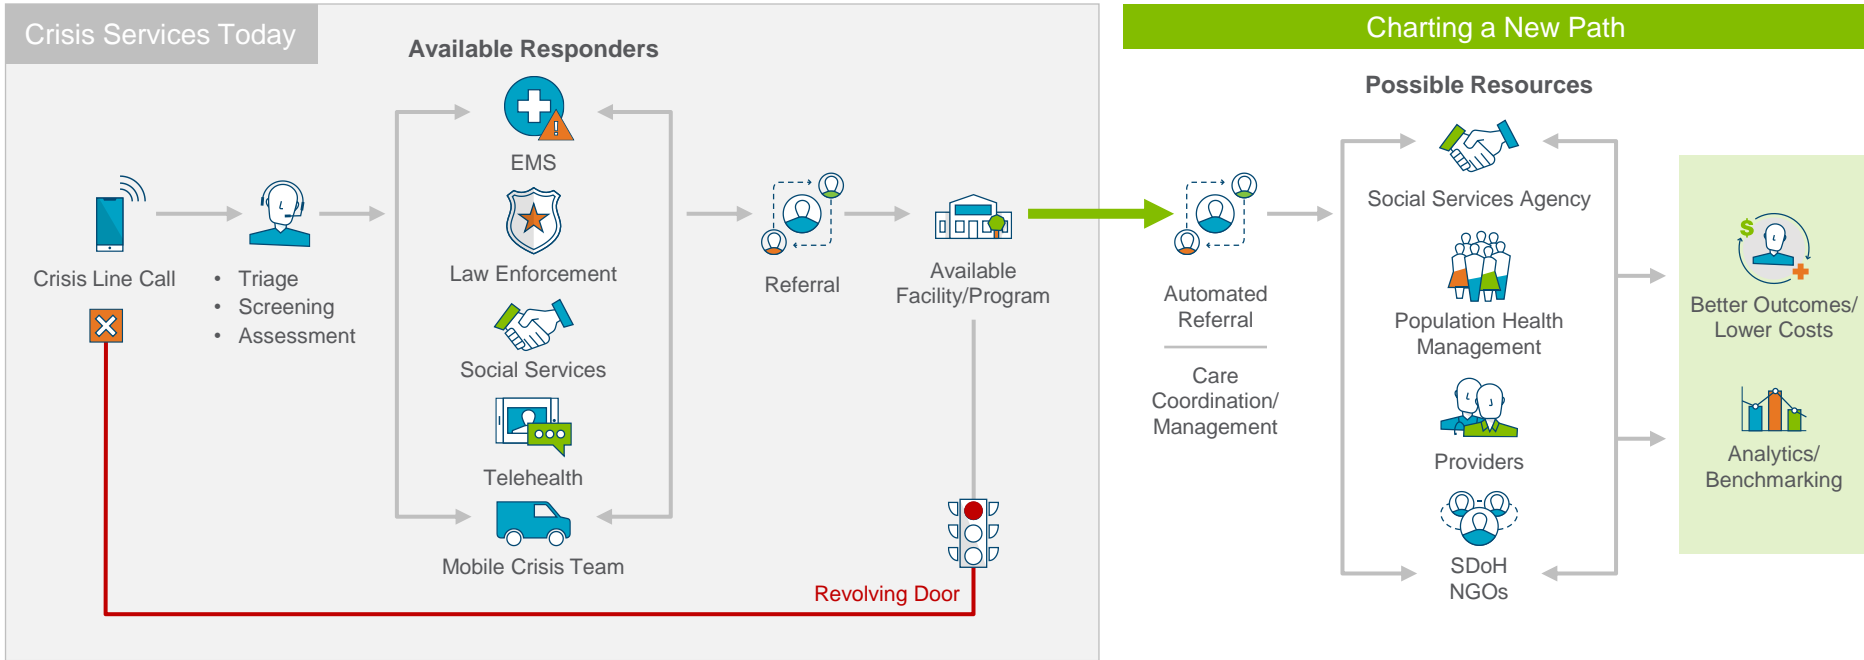 Crisis Services Today
Available Responders
EMS
Law Enforcement
Social Services
Telehealth
Mobile Crisis Team
Crisis Line Call
• Triage
• Screening
• Assessment
Referral
Available
Facility/Program
Revolving Door
Charting a New Path
Possible Resources
Automated
Referral
Care
Coordination/
Management
Social Services Agency
Population Health
Management
Providers
SDoH
NGOs
$
Better Outcomes/
Lower Costs
Analytics/
Benchmarking